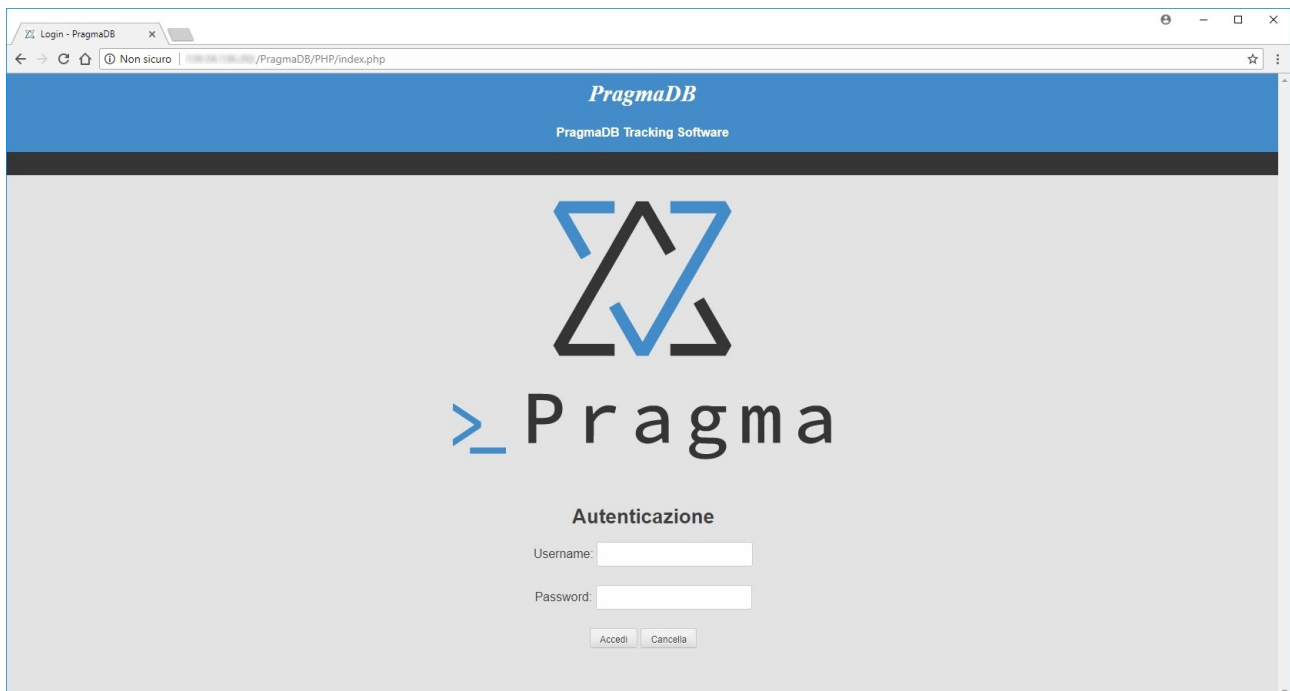 Login - PragmaDB
Non sicuro /PragmaDB/PHP/index.php
PragmaDB
PragmaDB Tracking Software
>_Pragma
Autenticazione
Username:
Password:
Accedi Cancella